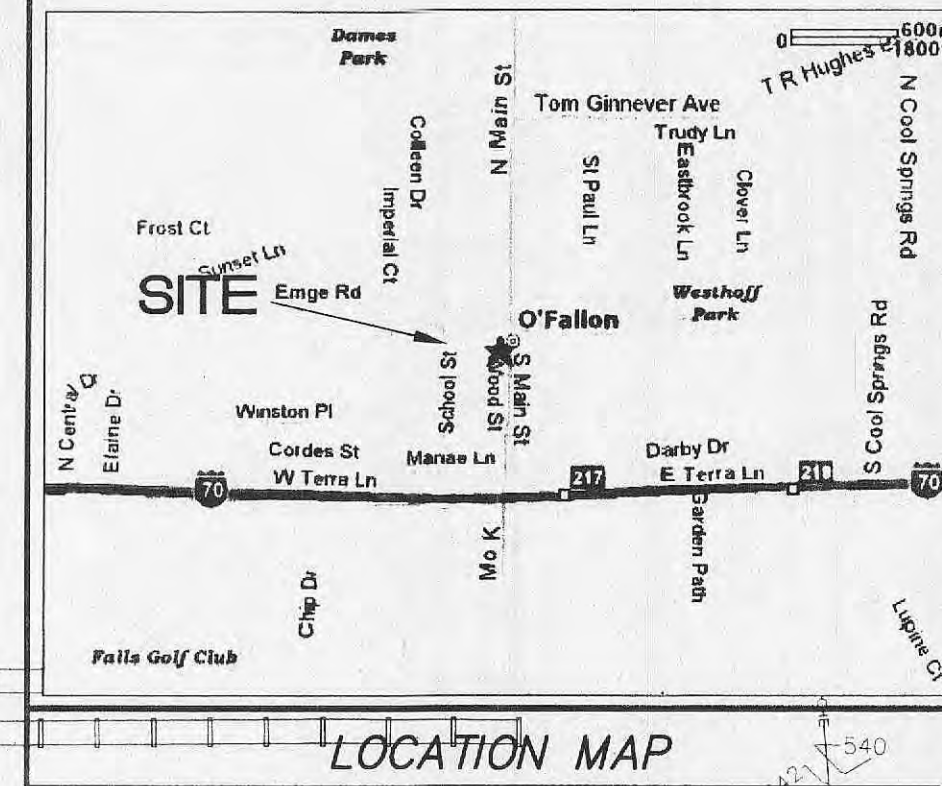 Dames
Park
0
600
1800
T R Hughes
N Main St
Tom Ginnever Ave
N Cool Springs Rd
Colleen Dr
Trudy Ln
Imperial Ct
St Paul Ln
Eastbrook Ln
Clover Ln
Frost Ct
Sunset Ln
SITE
Emge Rd
Westhoff
Park
O'Fallon
School St
Wood St
S Main St
S Cool Springs Rd
N Central
Elaine Dr
Winston Pl
Cordes St
Manae Ln
Darby Dr
W Terra Ln
217
E Terra Ln
70
70
Mo K
Garden Path
Chip Dr
Lupine
Falls Golf Club
LOCATION MAP
540